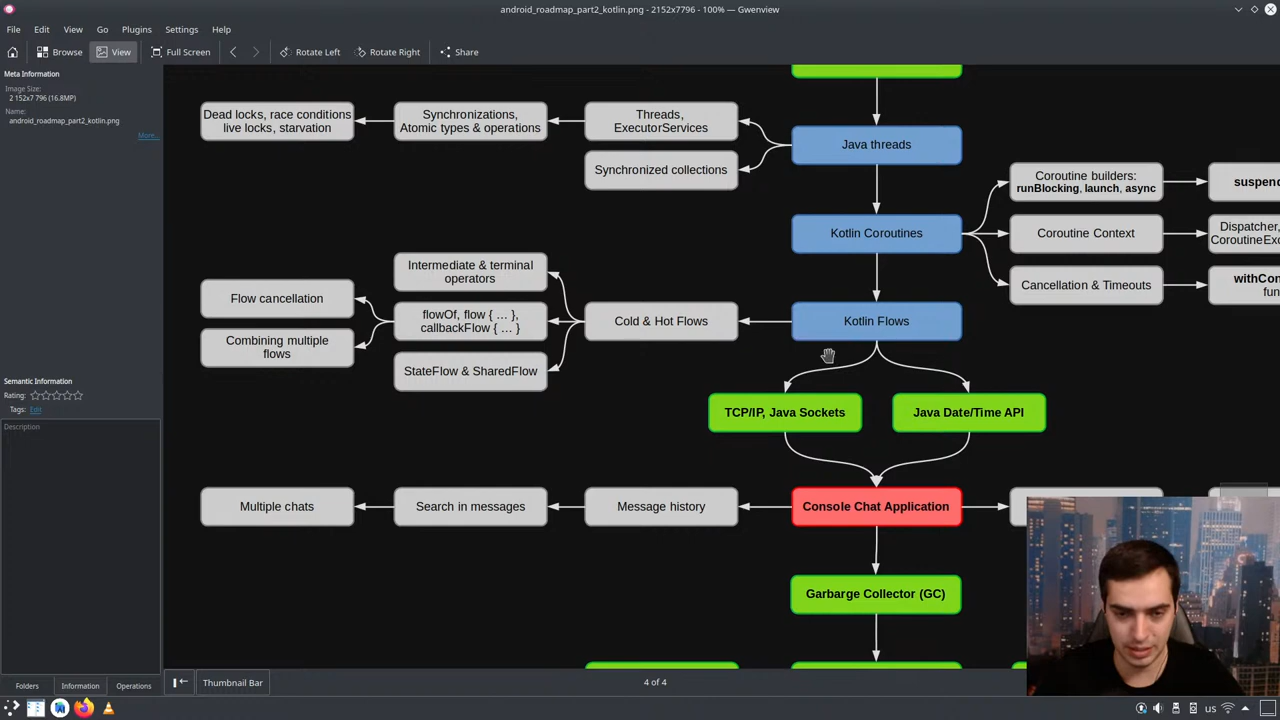 android_roadmap_part2_kotlin.png - 2152x7796 - 100% — Gwenview
File Edit View Go Plugins Settings Help
Browse View Full Screen Rotate Left Rotate Right Share
Meta Information
Image Size:
2 152x7 796 (16.8MP)
Name:
android_roadmap_part2_kotlin.png
More...
Semantic Information
Rating:
Tags: Edit
Description
Folders Information Operations
Dead locks, race conditions
live locks, starvation
Synchronizations,
Atomic types & operations
Threads,
ExecutorServices
Synchronized collections
Java threads
Kotlin Coroutines
Coroutine builders:
runBlocking, launch, async
suspend
Coroutine Context
Dispatcher,
CoroutineExc
Cancellation & Timeouts
withCon
fun
Intermediate & terminal
operators
Flow cancellation
flowOf, flow { … },
callbackFlow { … }
Combining multiple
flows
StateFlow & SharedFlow
Cold & Hot Flows
Kotlin Flows
TCP/IP, Java Sockets
Java Date/Time API
Multiple chats
Search in messages
Message history
Console Chat Application
Garbarge Collector (GC)
Thumbnail Bar
4 of 4
us